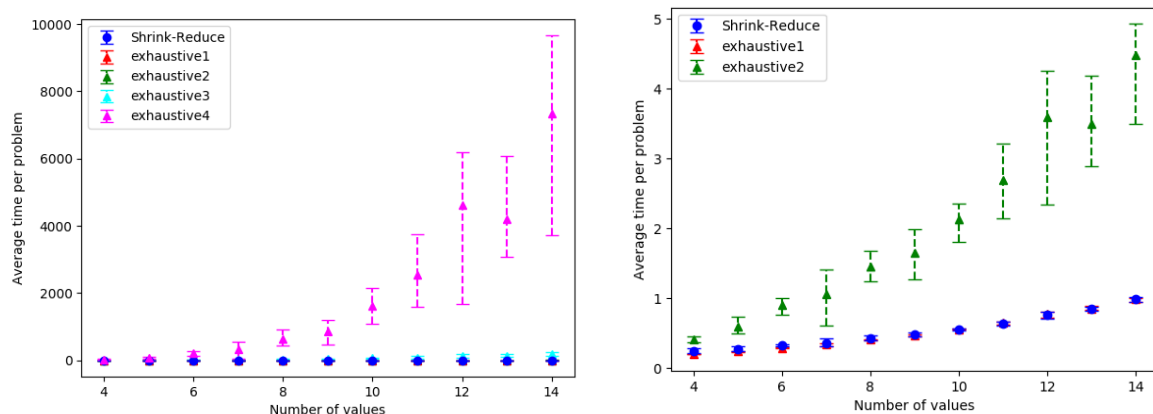 10000
8000
6000
4000
2000
0
Average time per problem
Shrink-Reduce
exhaustive1
exhaustive2
exhaustive3
exhaustive4
4
6
8
10
12
14
Number of values
5
4
3
2
1
0
Average time per problem
Shrink-Reduce
exhaustive1
exhaustive2
4
6
8
10
12
14
Number of values